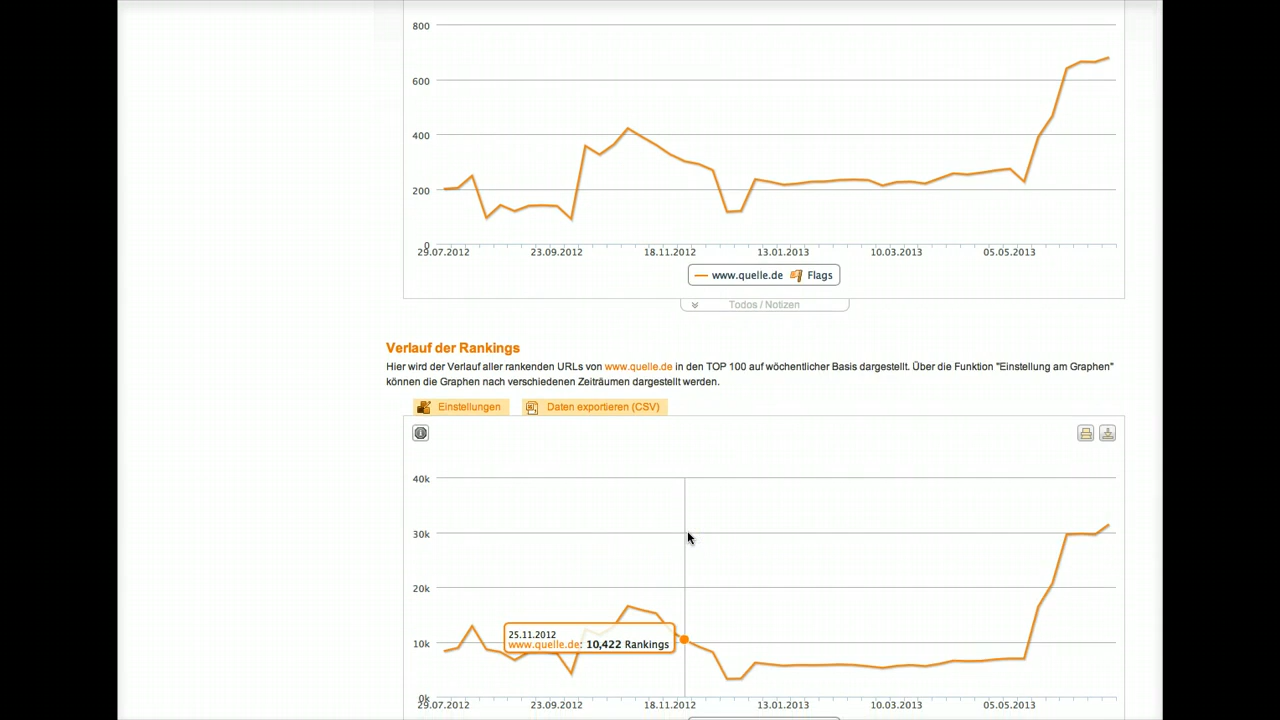 800
600
400
200
0
29.07.2012 23.09.2012 18.11.2012 13.01.2013 10.03.2013 05.05.2013
www.quelle.de Flags
Todos / Notizen
Verlauf der Rankings
Hier wird der Verlauf aller rankenden URLs von www.quelle.de in den TOP 100 auf wöchentlicher Basis dargestellt. Über die Funktion "Einstellung am Graphen"
können die Graphen nach verschiedenen Zeiträumen dargestellt werden.
Einstellungen Daten exportieren (CSV)
40k
30k
20k
10k
25.11.2012
www.quelle.de: 10,422 Rankings
0k
29.07.2012 23.09.2012 18.11.2012 13.01.2013 10.03.2013 05.05.2013